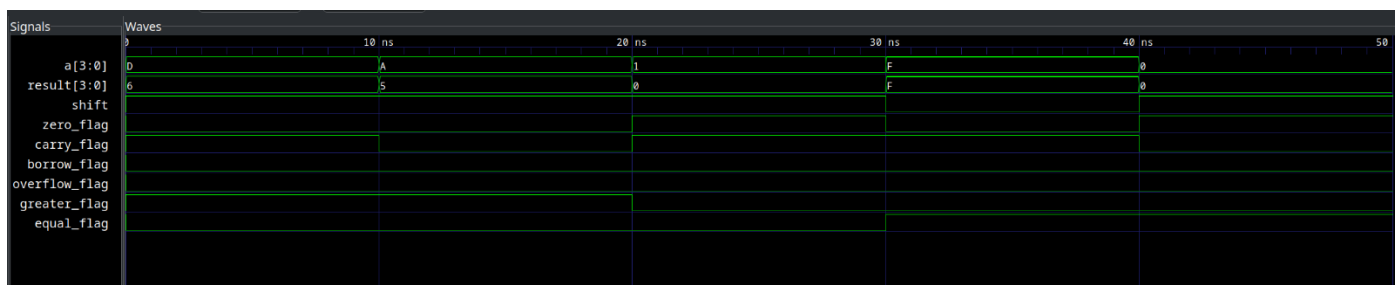 Signals Waves
0 10 ns 20 ns 30 ns 40 ns 50
a[3:0] D A 1 F 0
result[3:0] 6 5 0 F 0
shift
zero_flag
carry_flag
borrow_flag
overflow_flag
greater_flag
equal_flag